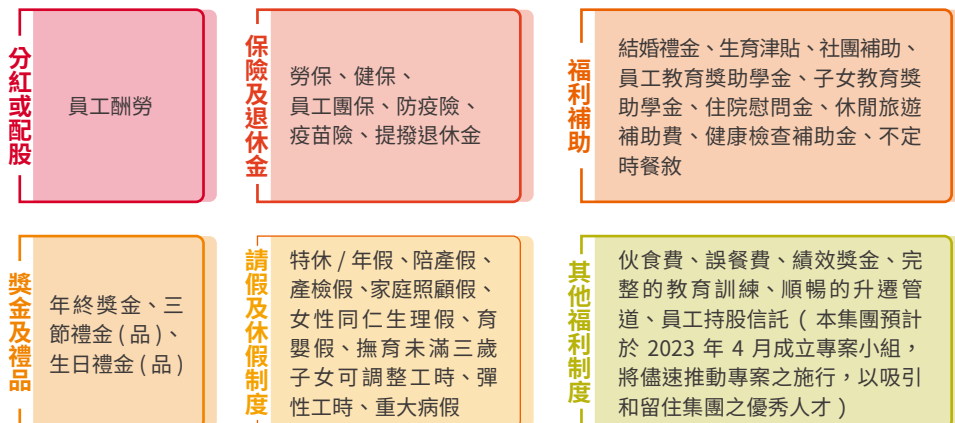 分紅或配股
員工酬勞
保險及退休金
勞保、健保、
員工團保、防疫險、
疫苗險、提撥退休金
福利補助
結婚禮金、生育津貼、社團補助、
員工教育獎助學金、子女教育獎
助學金、住院慰問金、休閒旅遊
補助費、健康檢查補助金、不定
時餐敘
獎金及禮品
年終獎金、三
節禮金 ( 品 )、
生日禮金 ( 品 )
請假及休假制度
特休 / 年假、陪產假、
產檢假、家庭照顧假、
女性同仁生理假、育
嬰假、撫育未滿三歲
子女可調整工時、彈
性工時、重大病假
其他福利制度
伙食費、誤餐費、績效獎金、完
整的教育訓練、順暢的升遷管
道、員工持股信託 ( 本集團預計
於 2023 年 4 月成立專案小組，
將儘速推動專案之施行，以吸引
和留住集團之優秀人才 )